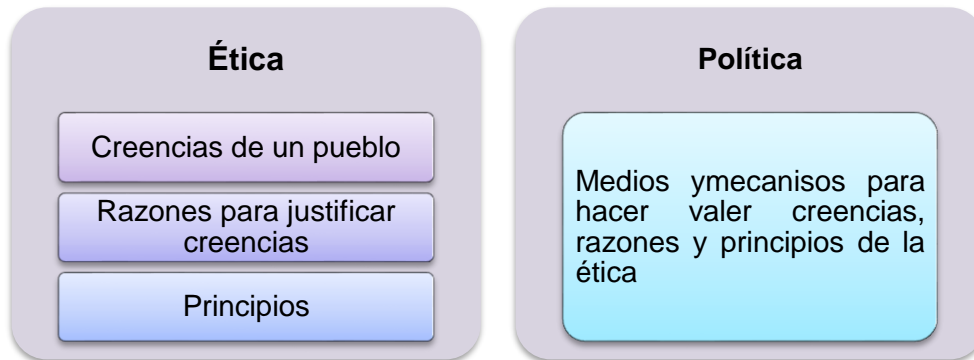 Ética
Creencias de un pueblo
Razones para justificar
creencias
Principios
Política
Medios ymecanisos para
hacer valer creencias,
razones y principios de la
ética